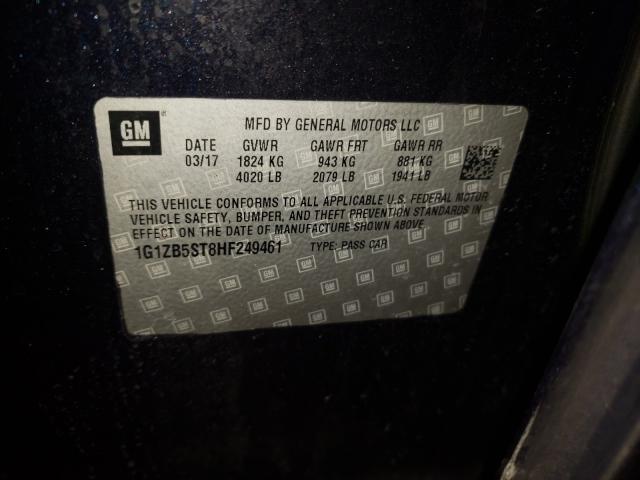 GM
MFD BY GENERAL MOTORS LLC
DATE GVWR GAWR FRT GAWR RR
03/17 1824 KG 943 KG 881 KG
4020 LB 2079 LB 1941 LB
THIS VEHICLE CONFORMS TO ALL APPLICABLE U.S. FEDERAL MOTOR
VEHICLE SAFETY, BUMPER, AND THEFT PREVENTION STANDARDS IN
EFFECT ON THE DATE OF MANUFACTURE SHOWN ABOVE.
1G1ZB5ST8HF249461 TYPE: PASS CAR